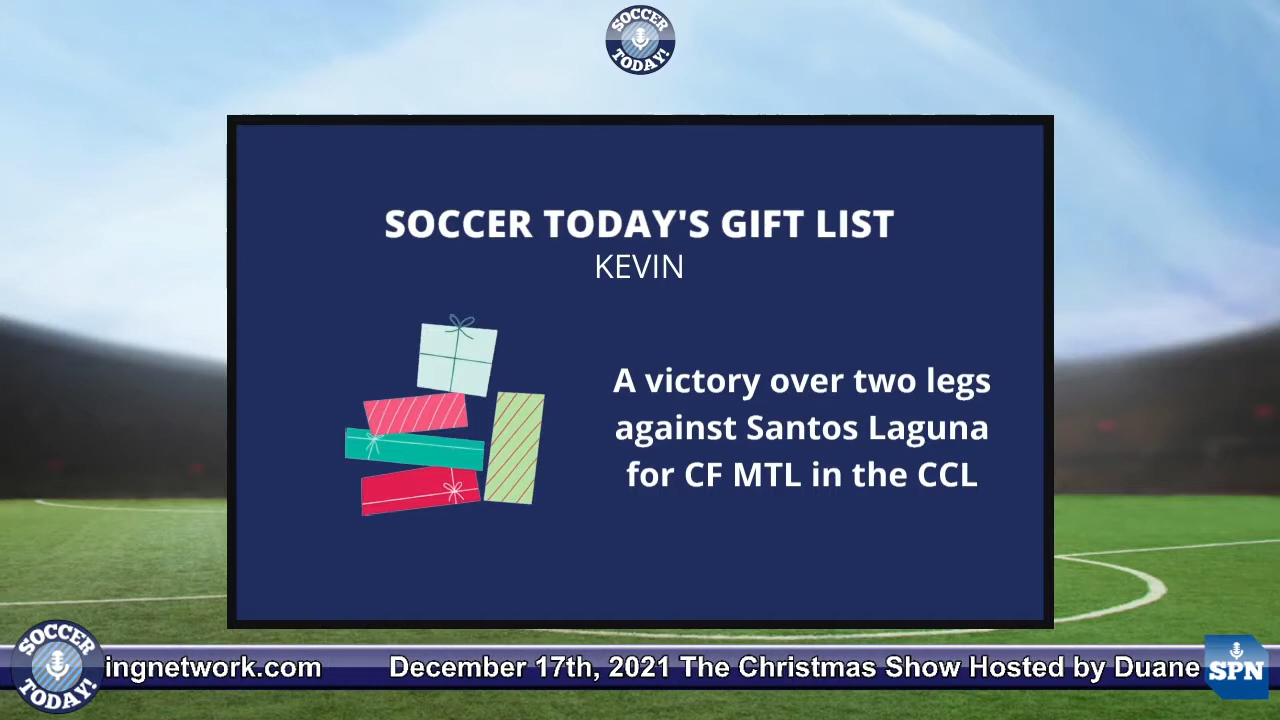 SOCCER
TODAY!
SOCCER TODAY'S GIFT LIST
KEVIN
A victory over two legs
against Santos Laguna
for CF MTL in the CCL
SOCCER
TODAY!
ingnetwork.com December 17th, 2021 The Christmas Show Hosted by Duane
SPN